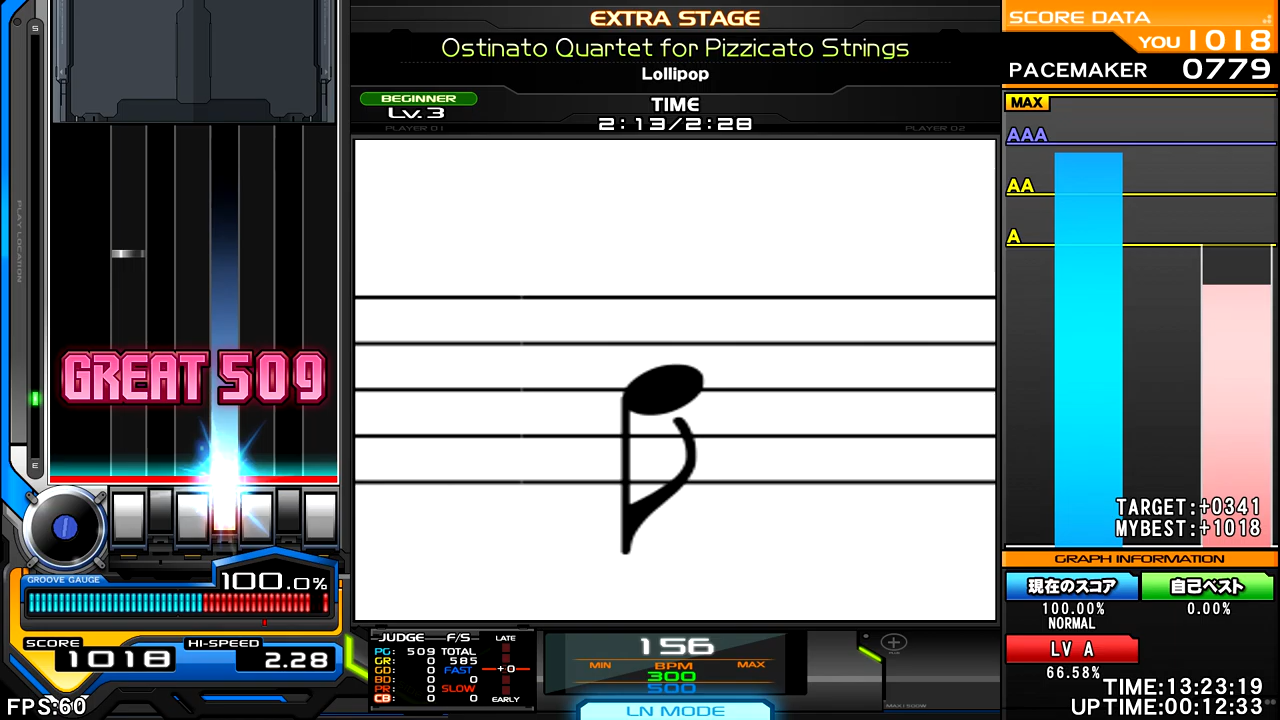 EXTRA STAGE
Ostinato Quartet for Pizzicato Strings
Lollipop
BEGINNER
Lv.3
TIME
2:13/2:28
PLAYER 01
PLAYER 02
SCORE DATA
YOU 1018
PACEMAKER 0779
MAX
AAA
AA
A
TARGET:+0341
MYBEST:+1018
GRAPH INFORMATION
現在のスコア
自己ベスト
100.00%
0.00%
NORMAL
LV A
66.58%
TIME:13:23:19
UP TIME:00:12:33
S
PLAY LOCATION
E
GREAT 509
GROOVE GAUGE
100.0%
SCORE
1018
HI-SPEED
2.28
FPS:60
JUDGE F/S
PG: 509 TOTAL
GR: 0 585
GD: 0 FAST
BD: 0 0
PR: 0 SLOW
CB: 0 0
LATE
+0
EARLY
156
MIN BPM MAX
300
500
LN MODE